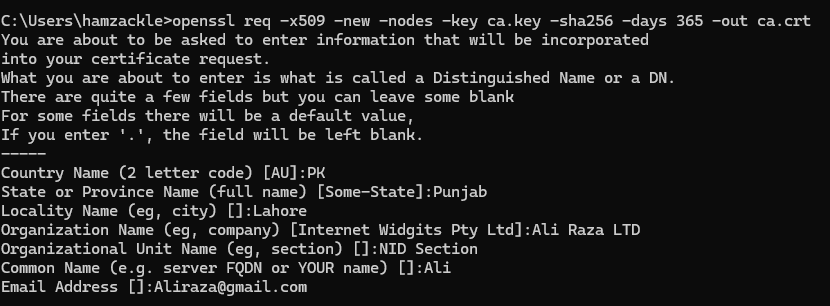 C:\Users\hamzackle>openssl req -x509 -new -nodes -key ca.key -sha256 -days 365 -out ca.crt
You are about to be asked to enter information that will be incorporated
into your certificate request.
What you are about to enter is what is called a Distinguished Name or a DN.
There are quite a few fields but you can leave some blank
For some fields there will be a default value,
If you enter '.', the field will be left blank.
-----
Country Name (2 letter code) [AU]:PK
State or Province Name (full name) [Some-State]:Punjab
Locality Name (eg, city) []:Lahore
Organization Name (eg, company) [Internet Widgits Pty Ltd]:Ali Raza LTD
Organizational Unit Name (eg, section) []:NID Section
Common Name (e.g. server FQDN or YOUR name) []:Ali
Email Address []:Aliraza@gmail.com